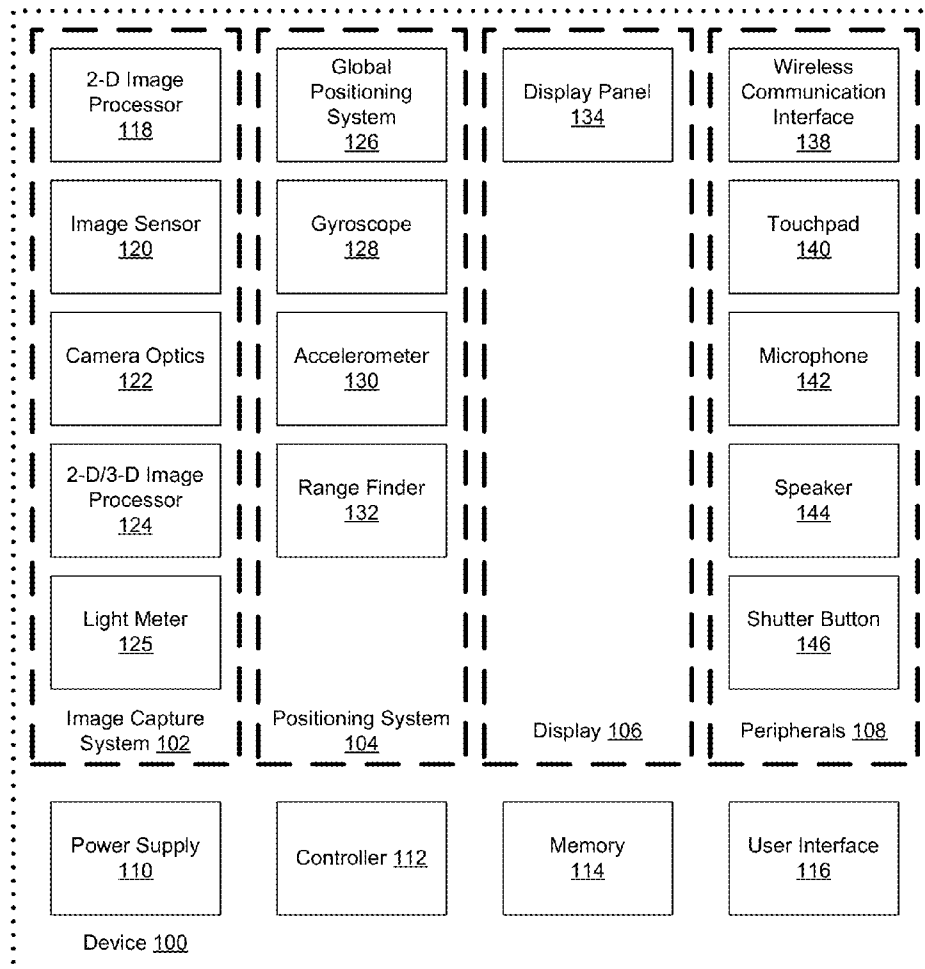 2-D Image
Processor
118
Image Sensor
120
Camera Optics
122
2-D/3-D Image
Processor
124
Light Meter
125
Image Capture
System 102
Global
Positioning
System
126
Gyroscope
128
Accelerometer
130
Range Finder
132
Positioning System
104
Display Panel
134
Display 106
Wireless
Communication
Interface
138
Touchpad
140
Microphone
142
Speaker
144
Shutter Button
146
Peripherals 108
Power Supply
110
Controller 112
Memory
114
User Interface
116
Device 100